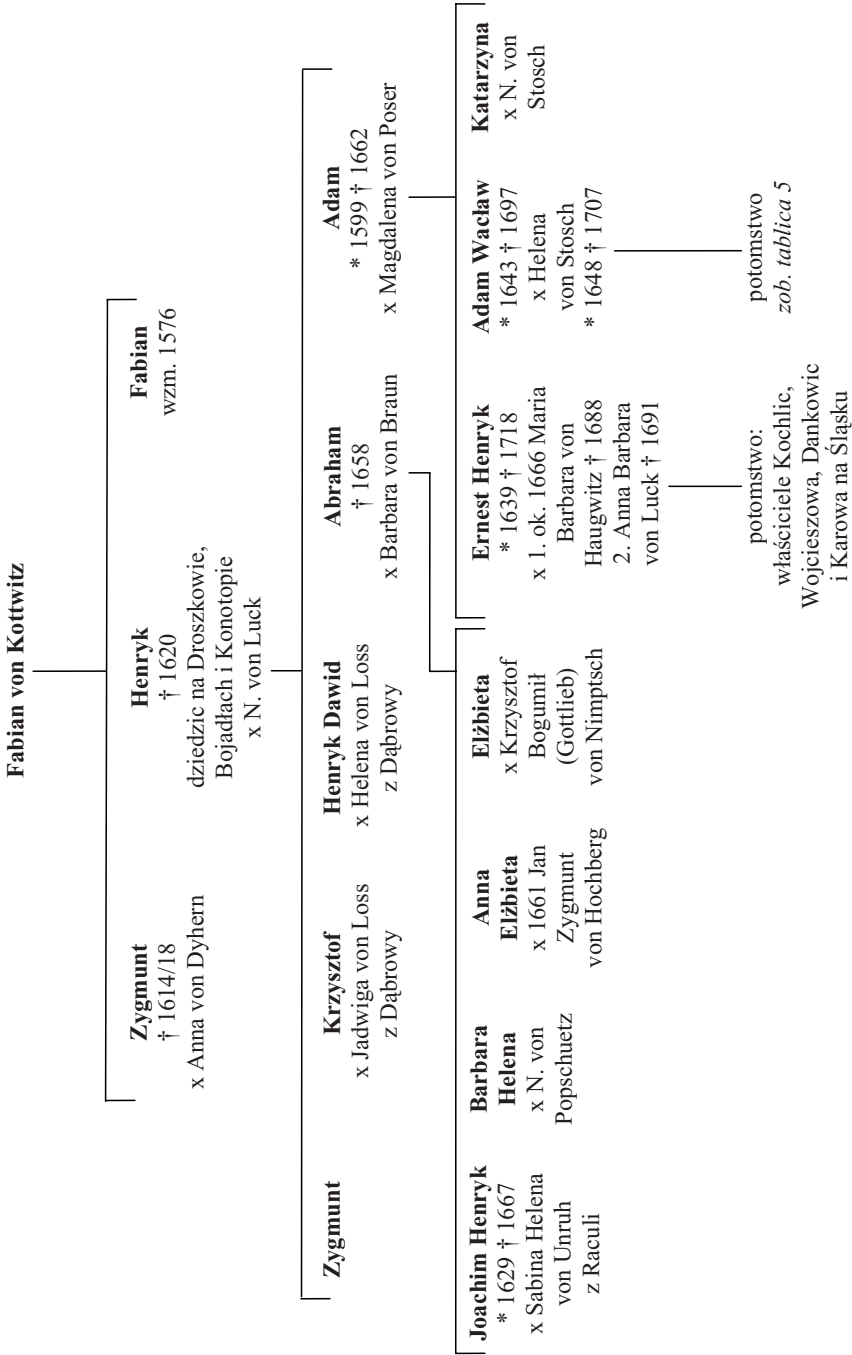 Fabian von Kottwitz
Zygmunt
† 1614/18
x Anna von Dyhern
Henryk
† 1620
dziedzic na Droszkowie,
Bojadłach i Konotopie
x N. von Luck
Fabian
wzm. 1576
Zygmunt
Krzysztof
x Jadwiga von Loss
z Dąbrowy
Henryk Dawid
x Helena von Loss
z Dąbrowy
Abraham
† 1658
x Barbara von Braun
Adam
* 1599 † 1662
x Magdalena von Poser
Joachim Henryk
* 1629 † 1667
x Sabina Helena
von Unruh
z Raculi
Barbara
Helena
x N. von
Popschuetz
Anna
Elżbieta
x 1661 Jan
Zygmunt
von Hochberg
Elżbieta
x Krzysztof
Bogumił
(Gottlieb)
von Nimptsch
Ernest Henryk
* 1639 † 1718
x 1. ok. 1666 Maria
Barbara von
Haugwitz † 1688
2. Anna Barbara
von Luck † 1691
Adam Wacław
* 1643 † 1697
x Helena
von Stosch
* 1648 † 1707
Katarzyna
x N. von
Stosch
potomstwo:
właściciele Kochlic,
Wojcieszowa, Dankowic
i Karowa na Śląsku
potomstwo
zob. tablica 5